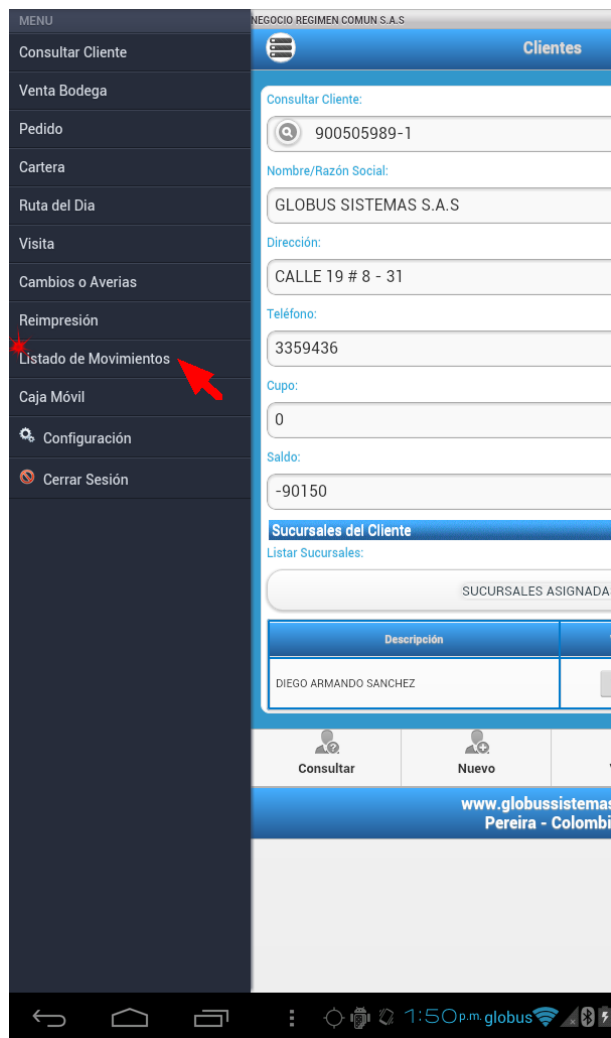 MENU
Consultar Cliente
Venta Bodega
Pedido
Cartera
Ruta del Dia
Visita
Cambios o Averias
Reimpresión
Listado de Movimientos
Caja Móvil
Configuración
Cerrar Sesión
NEGOCIO REGIMEN COMUN S.A.S
Clientes
Consultar Cliente:
900505989-1
Nombre/Razón Social:
GLOBUS SISTEMAS S.A.S
Dirección:
CALLE 19 # 8 - 31
Teléfono:
3359436
Cupo:
0
Saldo:
-90150
Sucursales del Cliente
Listar Sucursales:
SUCURSALES ASIGNADA
Descripción
DIEGO ARMANDO SANCHEZ
Consultar
Nuevo
www.globussistemas
Pereira - Colombi
1:50 p.m. globus